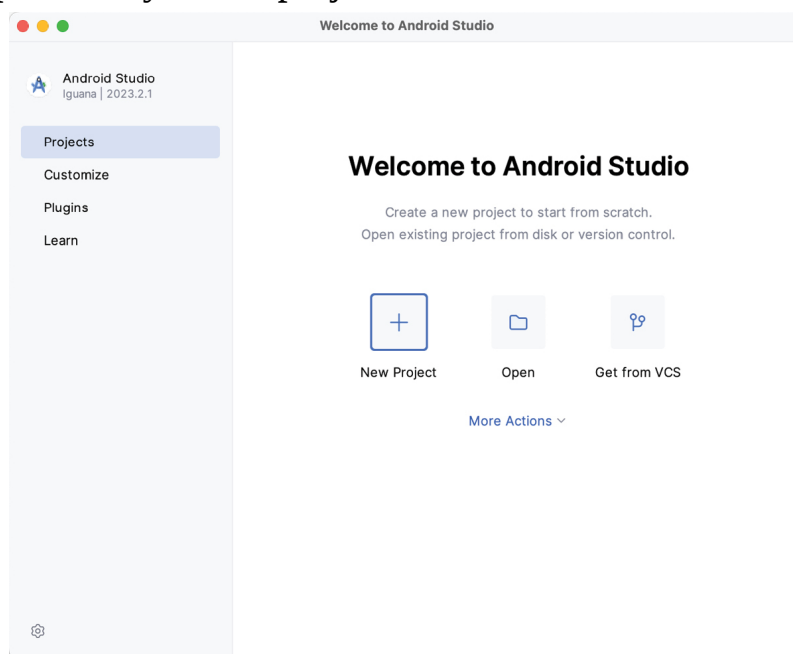 Welcome to Android Studio
Android Studio
Iguana | 2023.2.1
Projects
Customize
Plugins
Learn
Welcome to Android Studio
Create a new project to start from scratch.
Open existing project from disk or version control.
New Project
Open
Get from VCS
More Actions